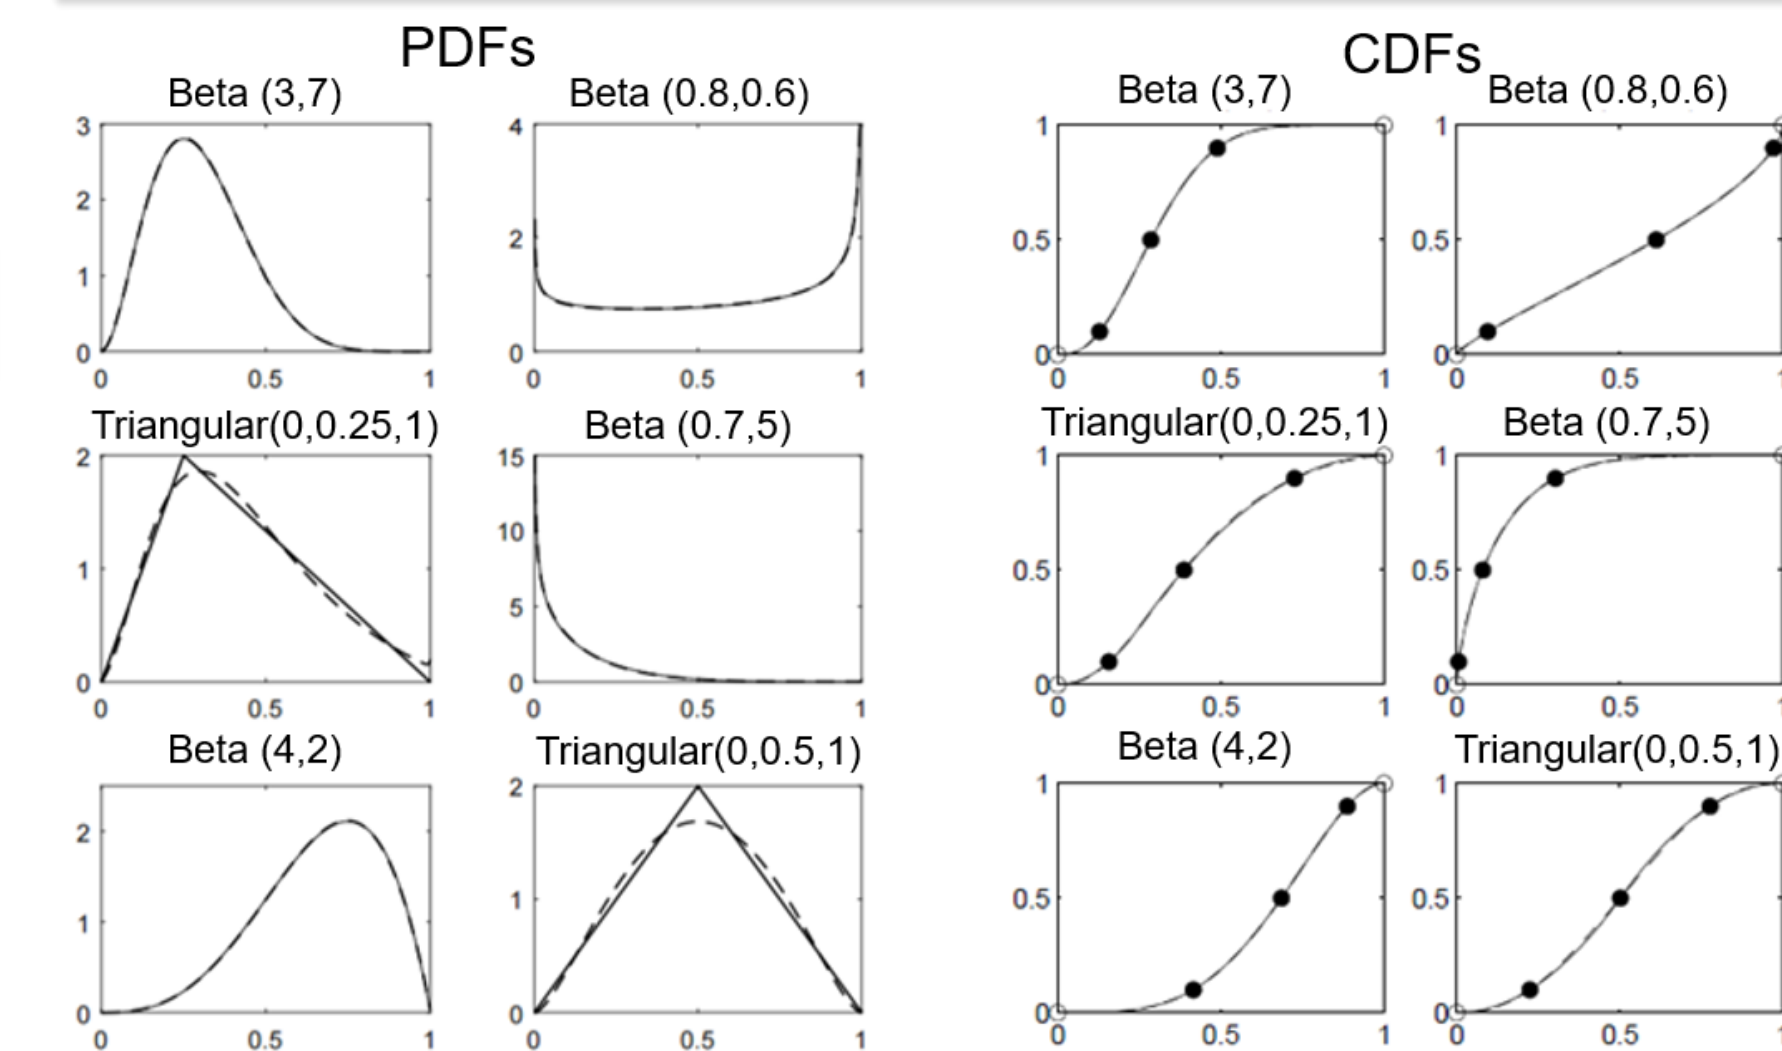 PDFs
CDFs
Beta (3,7)
Beta (0.8,0.6)
Beta (3,7)
Beta (0.8,0.6)
3
2
1
0
0 0.5 1
4
2
0
0 0.5 1
1
0.5
0
0 0.5 1
1
0.5
0
0 0.5 1
Triangular(0,0.25,1)
Beta (0.7,5)
Triangular(0,0.25,1)
Beta (0.7,5)
2
1
0
0 0.5 1
15
10
5
0
0 0.5 1
1
0.5
0
0 0.5 1
1
0.5
0
0 0.5 1
Beta (4,2)
Triangular(0,0.5,1)
Beta (4,2)
Triangular(0,0.5,1)
2
1
0
0 0.5 1
2
1
0
0 0.5 1
1
0.5
0
0 0.5 1
1
0.5
0
0 0.5 1